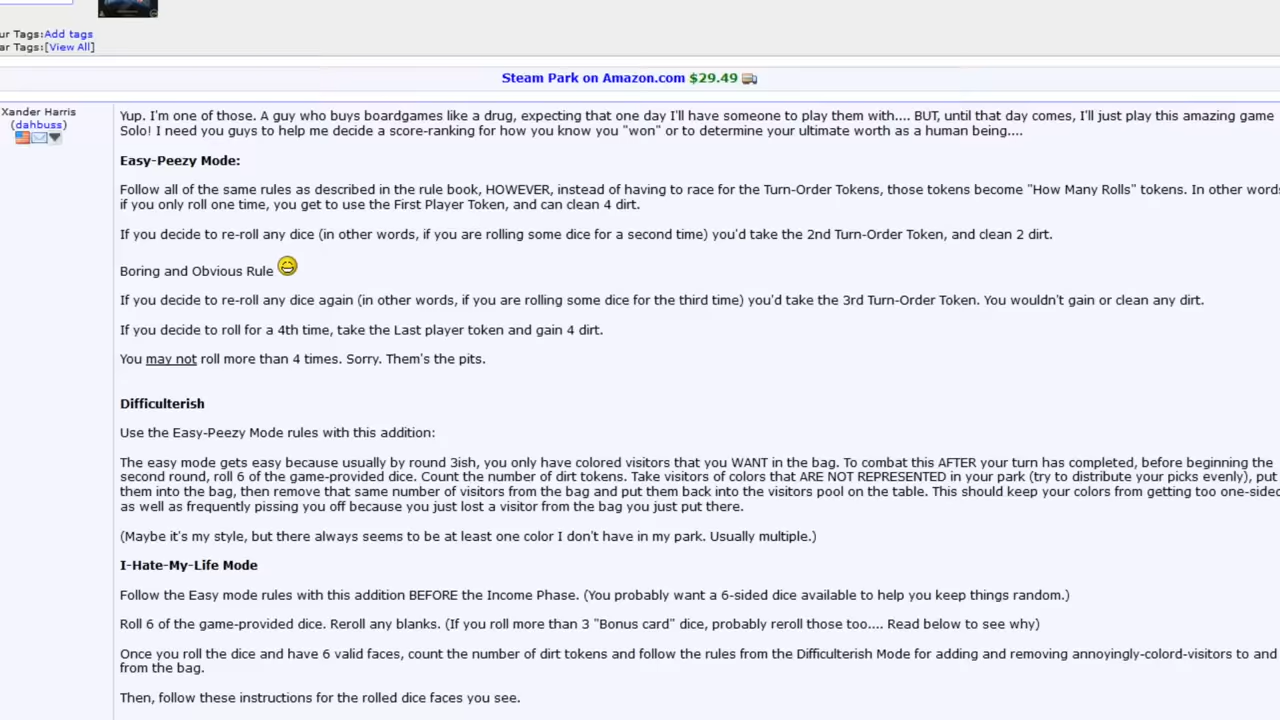 ur Tags:Add tags
ar Tags:[View All]
Steam Park on Amazon.com $29.49
Xander Harris
(dahbuss)
Yup. I'm one of those. A guy who buys boardgames like a drug, expecting that one day I'll have someone to play them with.... BUT, until that day comes, I'll just play this amazing game
Solo! I need you guys to help me decide a score-ranking for how you know you "won" or to determine your ultimate worth as a human being....
Easy-Peezy Mode:
Follow all of the same rules as described in the rule book, HOWEVER, instead of having to race for the Turn-Order Tokens, those tokens become "How Many Rolls" tokens. In other words
if you only roll one time, you get to use the First Player Token, and can clean 4 dirt.
If you decide to re-roll any dice (in other words, if you are rolling some dice for a second time) you'd take the 2nd Turn-Order Token, and clean 2 dirt.
Boring and Obvious Rule
If you decide to re-roll any dice again (in other words, if you are rolling some dice for the third time) you'd take the 3rd Turn-Order Token. You wouldn't gain or clean any dirt.
If you decide to roll for a 4th time, take the Last player token and gain 4 dirt.
You may not roll more than 4 times. Sorry. Them's the pits.
Difficulterish
Use the Easy-Peezy Mode rules with this addition:
The easy mode gets easy because usually by round 3ish, you only have colored visitors that you WANT in the bag. To combat this AFTER your turn has completed, before beginning the
second round, roll 6 of the game-provided dice. Count the number of dirt tokens. Take visitors of colors that ARE NOT REPRESENTED in your park (try to distribute your picks evenly), put
them into the bag, then remove that same number of visitors from the bag and put them back into the visitors pool on the table. This should keep your colors from getting too one-sided
as well as frequently pissing you off because you just lost a visitor from the bag you just put there.
(Maybe it's my style, but there always seems to be at least one color I don't have in my park. Usually multiple.)
I-Hate-My-Life Mode
Follow the Easy mode rules with this addition BEFORE the Income Phase. (You probably want a 6-sided dice available to help you keep things random.)
Roll 6 of the game-provided dice. Reroll any blanks. (If you roll more than 3 "Bonus card" dice, probably reroll those too.... Read below to see why)
Once you roll the dice and have 6 valid faces, count the number of dirt tokens and follow the rules from the Difficulterish Mode for adding and removing annoyingly-colord-visitors to and
from the bag.
Then, follow these instructions for the rolled dice faces you see.